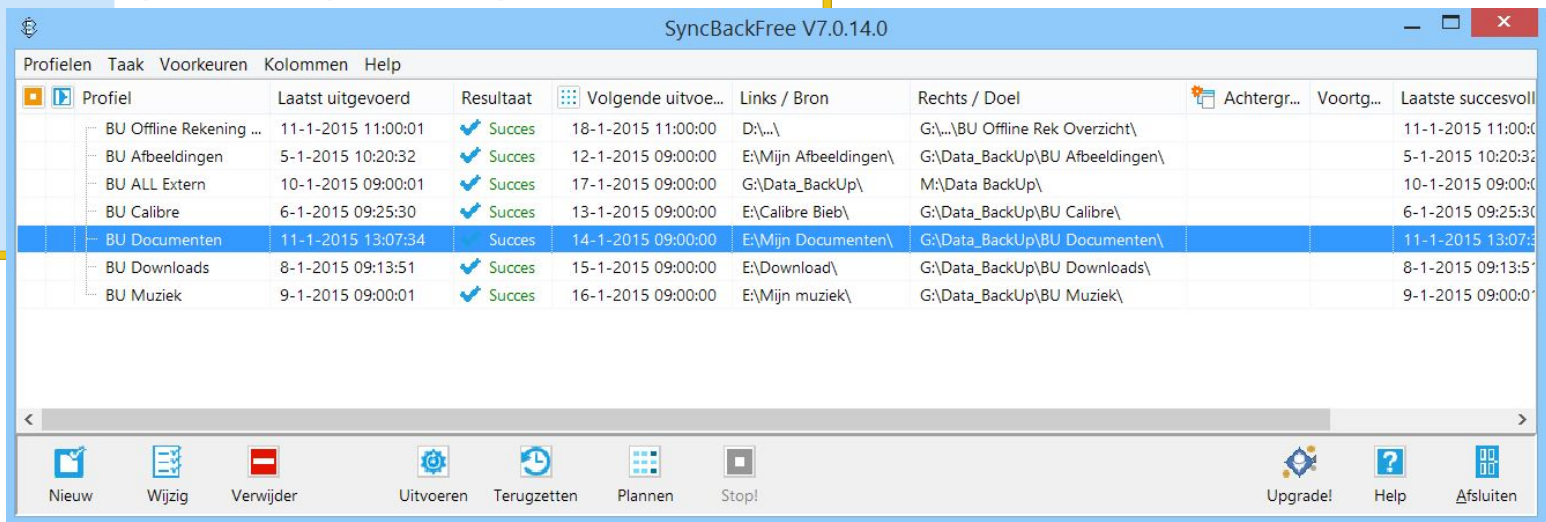 SyncBackFree V7.0.14.0
Profielen Taak Voorkeuren Kolommen Help
Profiel Laatst uitgevoerd Resultaat Volgende uitvoe... Links / Bron Rechts / Doel Achtergr... Voortg... Laatste succesvoll
BU Offline Rekening ... 11-1-2015 11:00:01 Succes 18-1-2015 11:00:00 D:\...\ G:\...\BU Offline Rek Overzicht\ 11-1-2015 11:00:0
BU Afbeeldingen 5-1-2015 10:20:32 Succes 12-1-2015 09:00:00 E:\Mijn Afbeeldingen\ G:\Data_BackUp\BU Afbeeldingen\ 5-1-2015 10:20:32
BU ALL Extern 10-1-2015 09:00:01 Succes 17-1-2015 09:00:00 G:\Data_BackUp\ M:\Data BackUp\ 10-1-2015 09:00:0
BU Calibre 6-1-2015 09:25:30 Succes 13-1-2015 09:00:00 E:\Calibre Bieb\ G:\Data_BackUp\BU Calibre\ 6-1-2015 09:25:30
BU Documenten 11-1-2015 13:07:34 Succes 14-1-2015 09:00:00 E:\Mijn Documenten\ G:\Data_BackUp\BU Documenten\ 11-1-2015 13:07:3
BU Downloads 8-1-2015 09:13:51 Succes 15-1-2015 09:00:00 E:\Download\ G:\Data_BackUp\BU Downloads\ 8-1-2015 09:13:51
BU Muziek 9-1-2015 09:00:01 Succes 16-1-2015 09:00:00 E:\Mijn muziek\ G:\Data_BackUp\BU Muziek\ 9-1-2015 09:00:01
Nieuw Wijzig Verwijder Uitvoeren Terugzetten Plannen Stop! Upgrade! Help Afsluiten